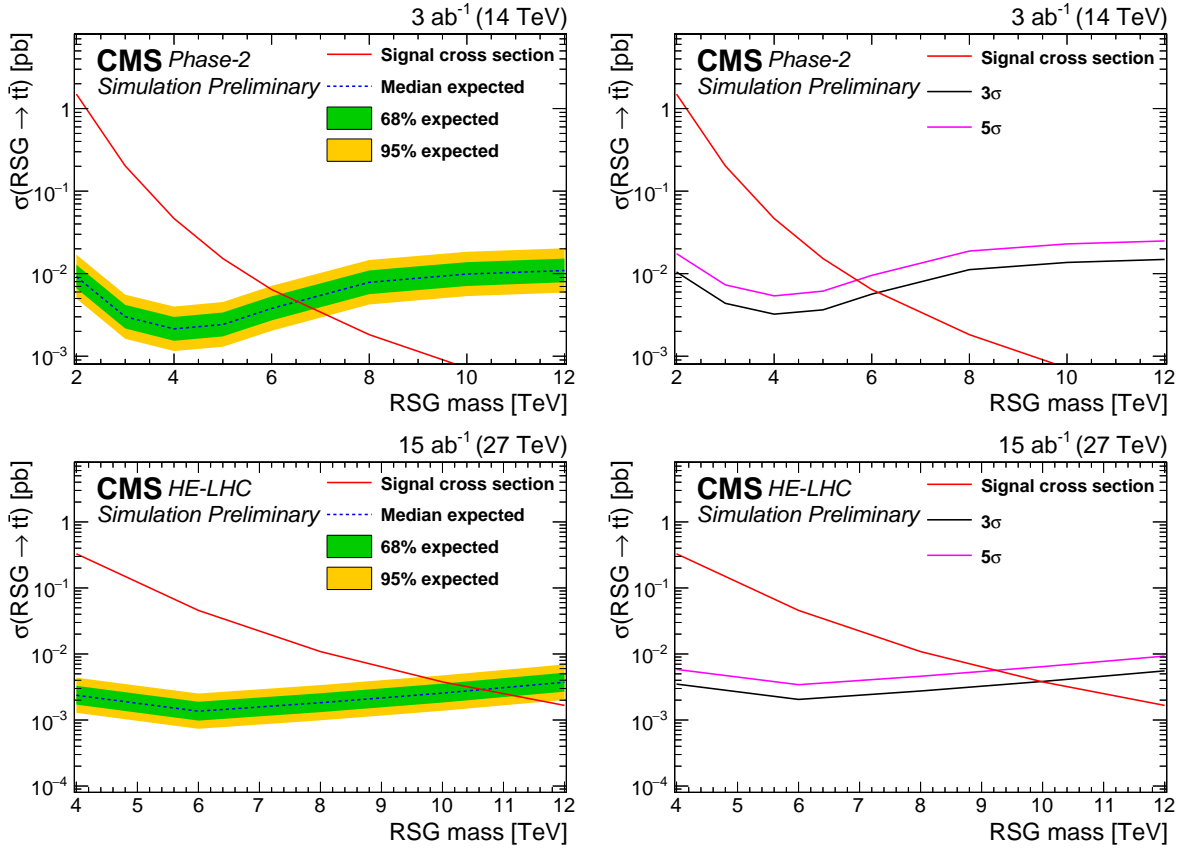 3 ab⁻¹ (14 TeV)
CMS Phase-2
Simulation Preliminary
Signal cross section
Median expected
68% expected
95% expected
σ(RSG → tt̄) [pb]
1
10⁻¹
10⁻²
10⁻³
2 4 6 8 10 12
RSG mass [TeV]
3 ab⁻¹ (14 TeV)
CMS Phase-2
Simulation Preliminary
Signal cross section
3σ
5σ
σ(RSG → tt̄) [pb]
1
10⁻¹
10⁻²
10⁻³
2 4 6 8 10 12
RSG mass [TeV]
15 ab⁻¹ (27 TeV)
CMS HE-LHC
Simulation Preliminary
Signal cross section
Median expected
68% expected
95% expected
σ(RSG → tt̄) [pb]
1
10⁻¹
10⁻²
10⁻³
10⁻⁴
4 5 6 7 8 9 10 11 12
RSG mass [TeV]
15 ab⁻¹ (27 TeV)
CMS HE-LHC
Simulation Preliminary
Signal cross section
3σ
5σ
σ(RSG → tt̄) [pb]
1
10⁻¹
10⁻²
10⁻³
10⁻⁴
4 5 6 7 8 9 10 11 12
RSG mass [TeV]